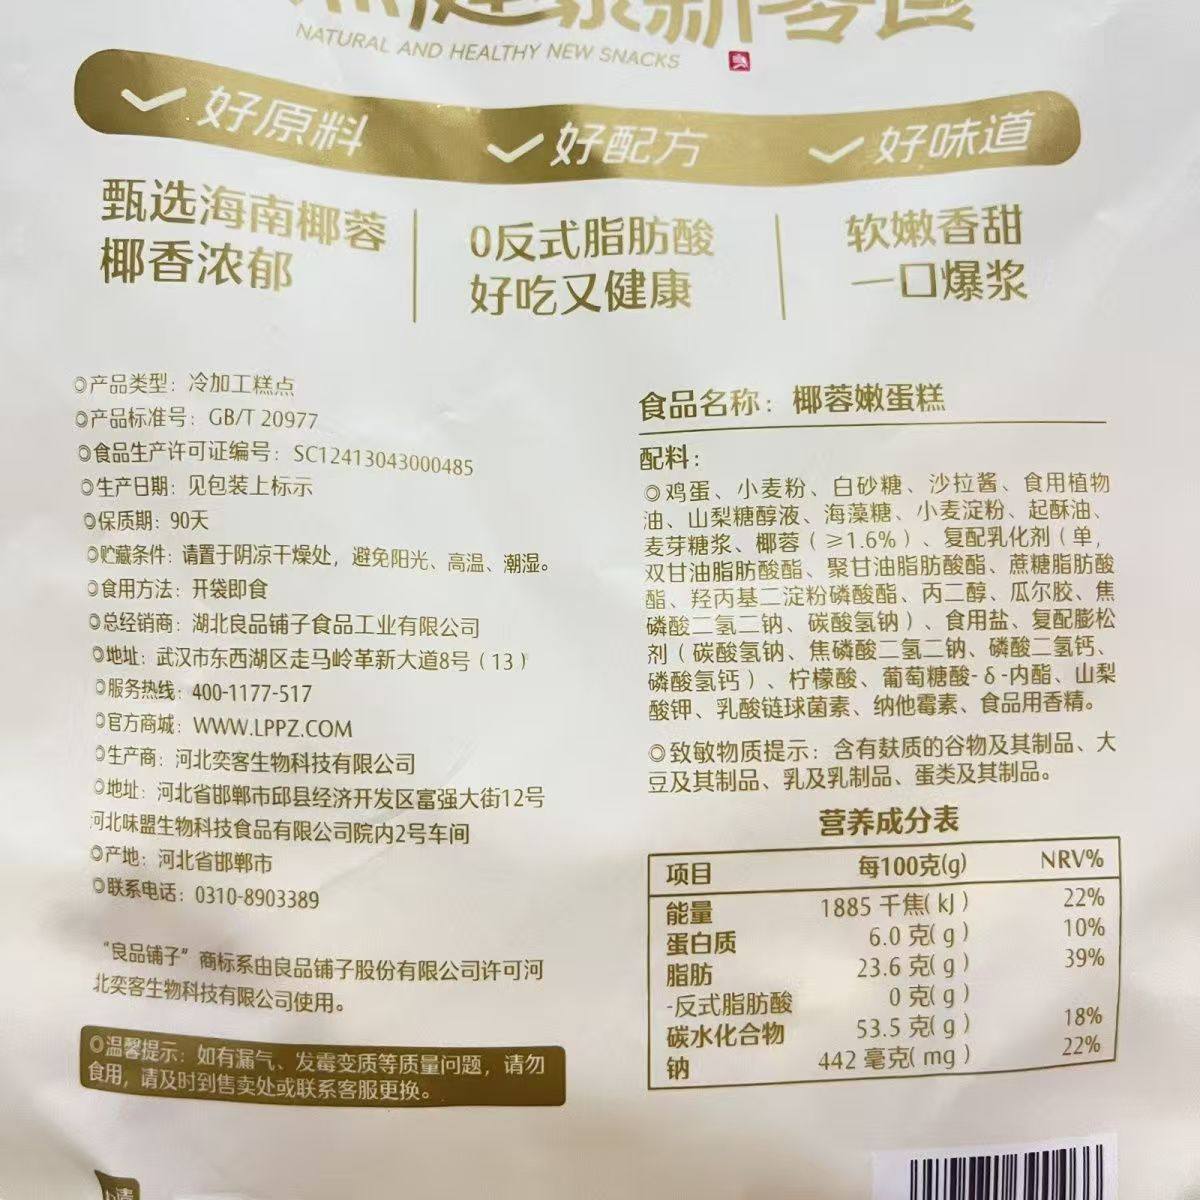 自然健康新零食
NATURAL AND HEALTHY NEW SNACKS
好原料
好配方
好味道
甄选海南椰蓉
椰香浓郁
0反式脂肪酸
好吃又健康
软嫩香甜
一口爆浆
◎产品类型：冷加工糕点
◎产品标准号：GB/T 20977
◎食品生产许可证编号：SC12413043000485
◎生产日期：见包装上标示
◎保质期：90天
◎贮藏条件：请置于阴凉干燥处，避免阳光、高温、潮湿。
◎食用方法：开袋即食
◎总经销商：湖北良品铺子食品工业有限公司
◎地址：武汉市东西湖区走马岭革新大道8号（13）
◎服务热线：400-1177-517
◎官方商城：WWW.LPPZ.COM
◎生产商：河北奕客生物科技有限公司
◎地址：河北省邯郸市邱县经济开发区富强大街12号
河北味盟生物科技食品有限公司院内2号车间
◎产地：河北省邯郸市
◎联系电话：0310-8903389
“良品铺子”商标系由良品铺子股份有限公司许可河
北奕客生物科技有限公司使用。
◎温馨提示：如有漏气、发霉变质等质量问题，请勿
食用，请及时到售卖处或联系客服更换。
食品名称：椰蓉嫩蛋糕
配料：
◎鸡蛋、小麦粉、白砂糖、沙拉酱、食用植物
油、山梨糖醇液、海藻糖、小麦淀粉、起酥油、
麦芽糖浆、椰蓉（≥1.6%）、复配乳化剂（单，
双甘油脂肪酸酯、聚甘油脂肪酸酯、蔗糖脂肪酸
酯、羟丙基二淀粉磷酸酯、丙二醇、瓜尔胶、焦
磷酸二氢二钠、碳酸氢钠）、食用盐、复配膨松
剂（碳酸氢钠、焦磷酸二氢二钠、磷酸二氢钙、
磷酸氢钙）、柠檬酸、葡萄糖酸-δ-内酯、山梨
酸钾、乳酸链球菌素、纳他霉素、食品用香精。
◎致敏物质提示：含有麸质的谷物及其制品、大
豆及其制品、乳及乳制品、蛋类及其制品。
营养成分表
项目 每100克(g) NRV%
能量 1885 千焦(kJ) 22%
蛋白质 6.0 克(g) 10%
脂肪 23.6 克(g) 39%
-反式脂肪酸 0 克(g)
碳水化合物 53.5 克(g) 18%
钠 442 毫克(mg) 22%